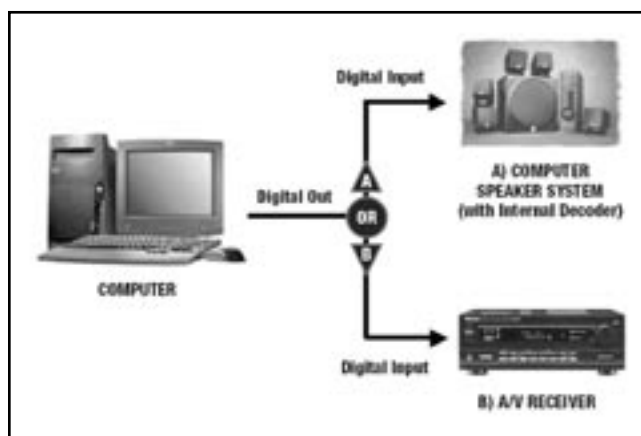 Digital Input
A) COMPUTER
SPEAKER SYSTEM
(with Internal Decoder)
A
Digital Out
OR
B
COMPUTER
Digital Input
B) A/V RECEIVER